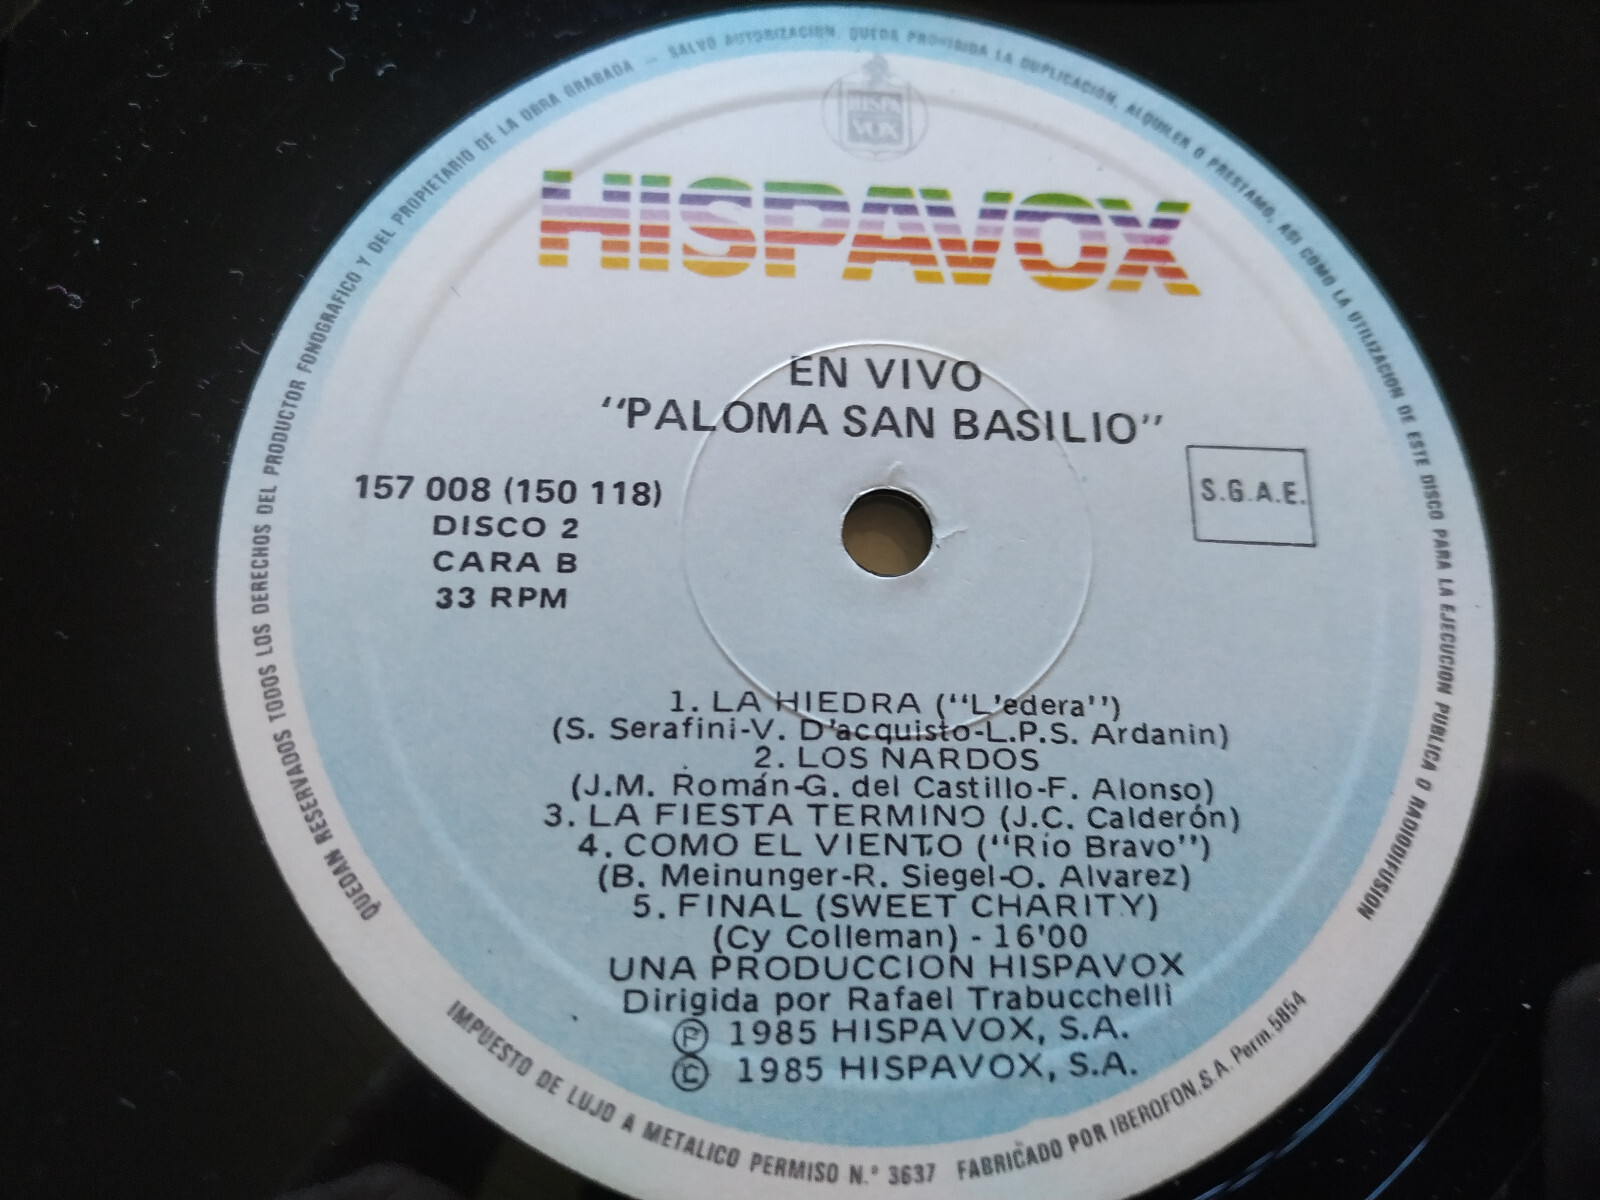 QUEDAN RESERVADOS TODOS LOS DERECHOS DEL PRODUCTOR FONOGRAFICO Y DEL PROPIETARIO DE LA OBRA GRABADA — SALVO AUTORIZACION, QUEDA PROHIBIDA LA DUPLICACION, ALQUILER O PRESTAMO, ASI COMO LA UTILIZACION DE ESTE DISCO PARA LA EJECUCION PUBLICA O RADIODIFUSION
HISPA
VOX
HISPAVOX
EN VIVO
"PALOMA SAN BASILIO"
157 008 (150 118)
DISCO 2
CARA B
33 RPM
S.G.A.E.
1. LA HIEDRA ("L'edera")
(S. Serafini-V. D'acquisto-L.P.S. Ardanin)
2. LOS NARDOS
(J.M. Román-G. del Castillo-F. Alonso)
3. LA FIESTA TERMINO (J.C. Calderón)
4. COMO EL VIENTO ("Río Bravo")
(B. Meinunger-R. Siegel-O. Alvarez)
5. FINAL (SWEET CHARITY)
(Cy Colleman) - 16'00
UNA PRODUCCION HISPAVOX
Dirigida por Rafael Trabucchelli
Ⓟ 1985 HISPAVOX, S.A.
© 1985 HISPAVOX, S.A.
IMPUESTO DE LUJO A METALICO PERMISO N.º 3637 FABRICADO POR IBEROFON, S.A. Perm. 5854